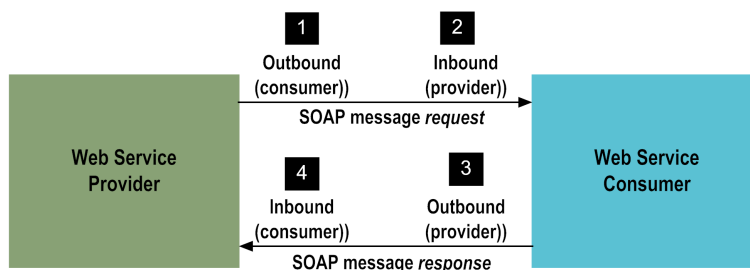 1
2
Outbound
(consumer))
Inbound
(provider))
SOAP message request
Web Service
Provider
Web Service
Consumer
4
3
Inbound
(consumer))
Outbound
(provider))
SOAP message response